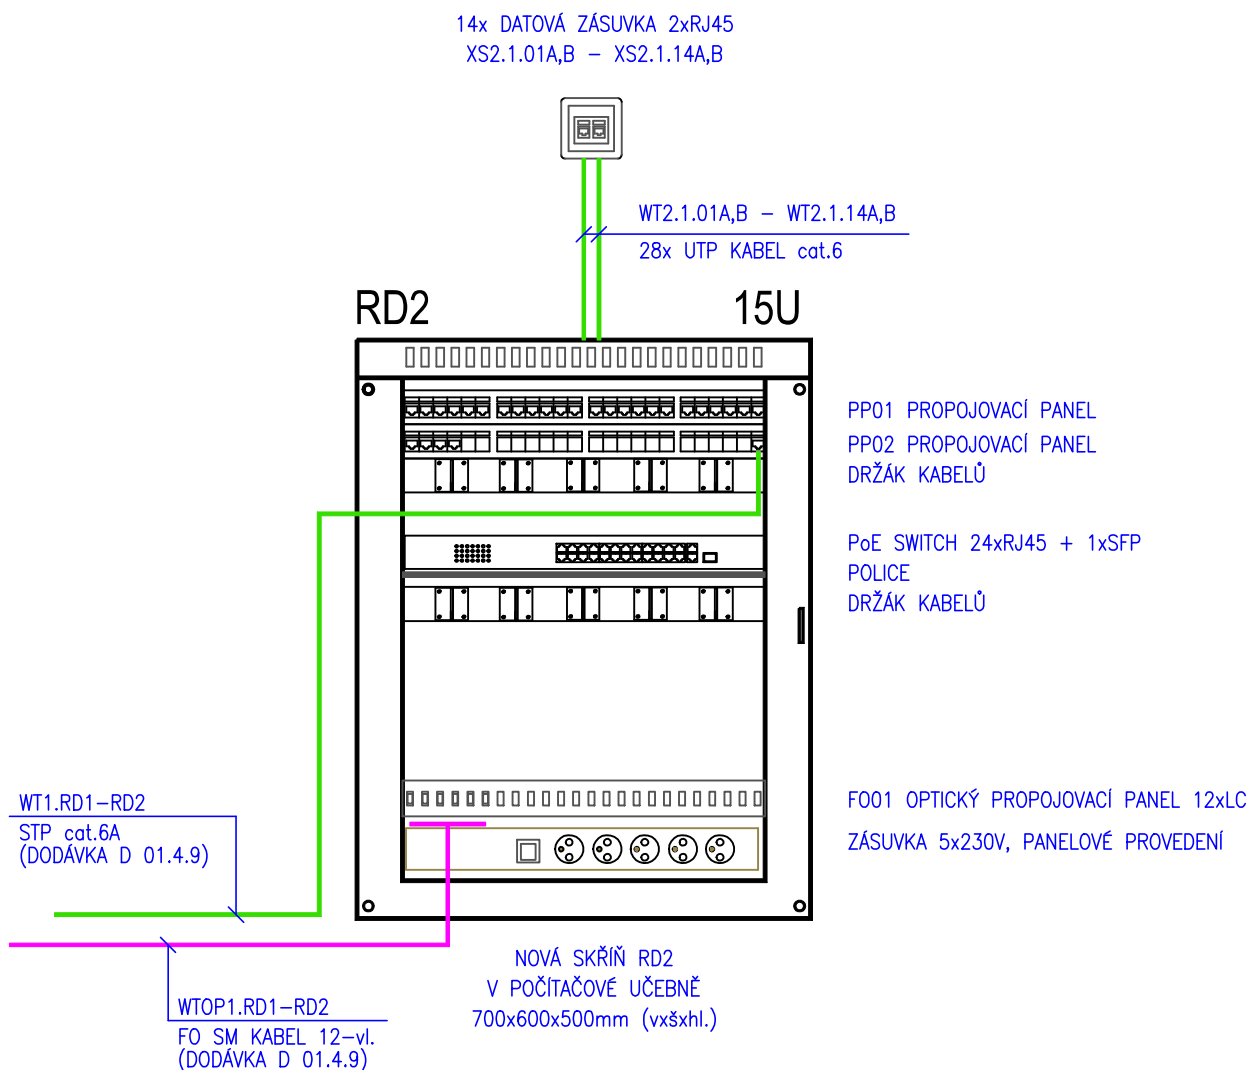 14x DATOVÁ ZÁSUVKA 2xRJ45
XS2.1.01A,B – XS2.1.14A,B
WT2.1.01A,B – WT2.1.14A,B
28x UTP KABEL cat.6
RD2
15U
PP01 PROPOJOVACÍ PANEL
PP02 PROPOJOVACÍ PANEL
DRŽÁK KABELŮ
PoE SWITCH 24xRJ45 + 1xSFP
POLICE
DRŽÁK KABELŮ
FO01 OPTICKÝ PROPOJOVACÍ PANEL 12xLC
ZÁSUVKA 5x230V, PANELOVÉ PROVEDENÍ
WT1.RD1–RD2
STP cat.6A
(DODÁVKA D 01.4.9)
WTOP1.RD1–RD2
FO SM KABEL 12–vl.
(DODÁVKA D 01.4.9)
NOVÁ SKŘÍŇ RD2
V POČÍTAČOVÉ UČEBNĚ
700x600x500mm (vxšxhl.)